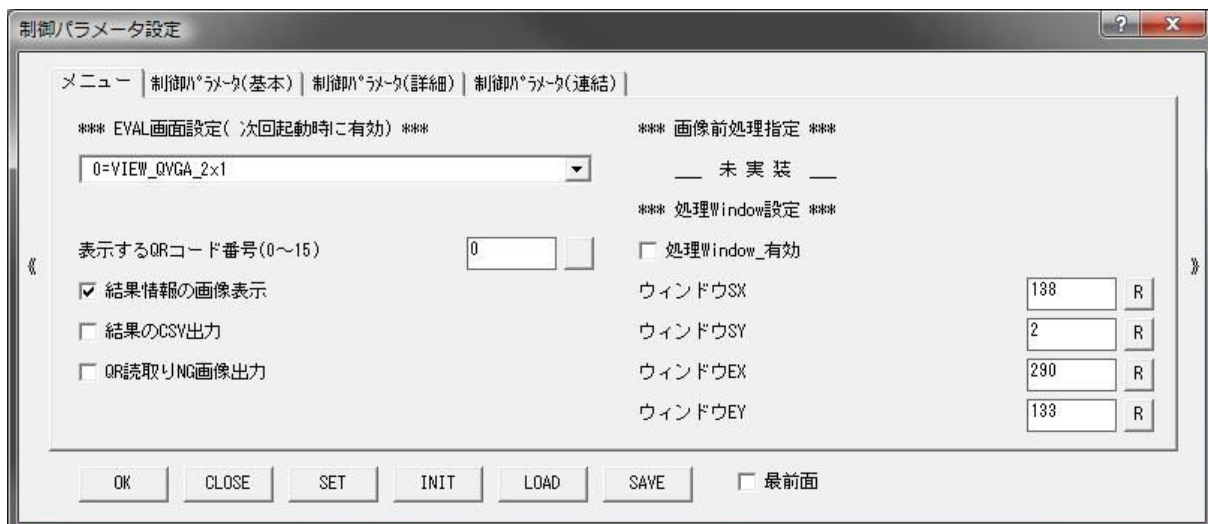 制御パラメータ設定
?
X
メニュー
制御ﾊﾟﾗﾒｰﾀ(基本)
制御ﾊﾟﾗﾒｰﾀ(詳細)
制御ﾊﾟﾗﾒｰﾀ(連結)
*** EVAL画面設定( 次回起動時に有効) ***
0=VIEW_QVGA_2x1
表示するQRコード番号(0～15)
0
結果情報の画像表示
結果のCSV出力
QR読取りNG画像出力
*** 画像前処理指定 ***
__ 未 実 装 __
*** 処理Window設定 ***
処理Window_有効
ウィンドウSX 138 R
ウィンドウSY 2 R
ウィンドウEX 290 R
ウィンドウEY 133 R
《
》
OK CLOSE SET INIT LOAD SAVE 最前面